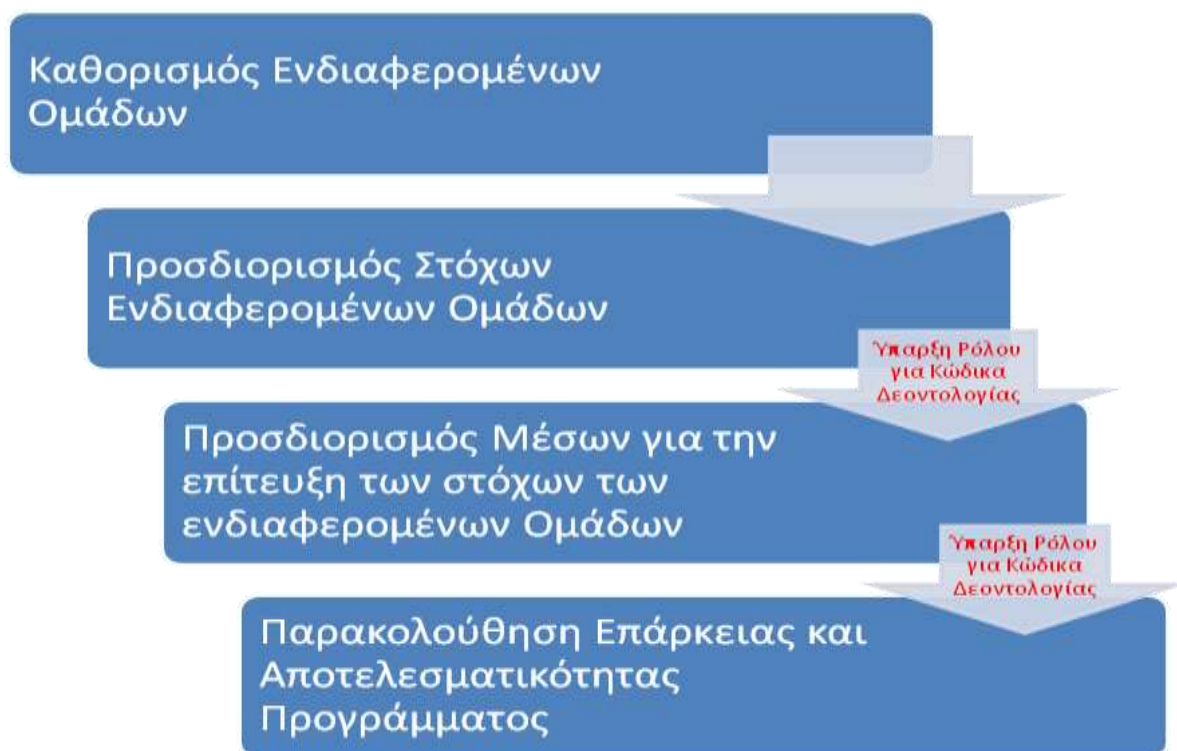 Καθορισμός Ενδιαφερομένων
Ομάδων
Προσδιορισμός Στόχων
Ενδιαφερομένων Ομάδων
Ύπαρξη Ρόλου
για Κώδικα
Δεοντολογίας
Προσδιορισμός Μέσων για την
επίτευξη των στόχων των
ενδιαφερομένων Ομάδων
Ύπαρξη Ρόλου
για Κώδικα
Δεοντολογίας
Παρακολούθηση Επάρκειας και
Αποτελεσματικότητας
Προγράμματος